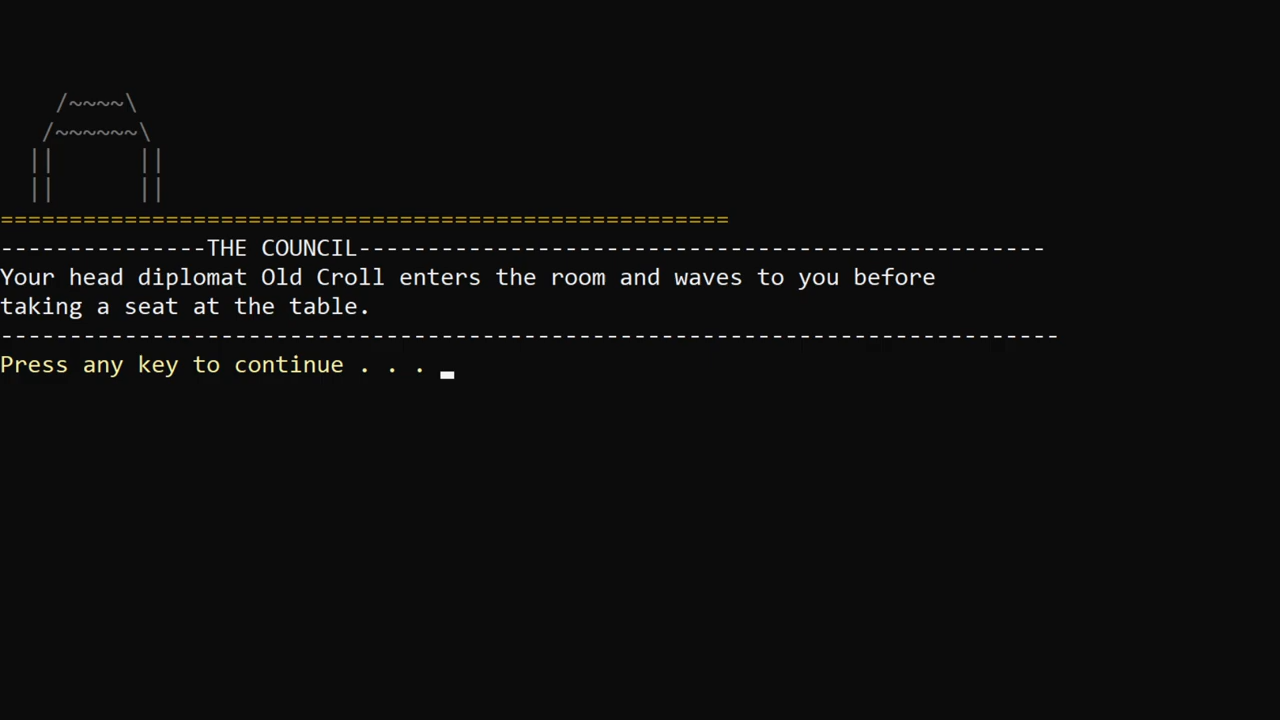 ---------------THE COUNCIL--------------------------------------------------
Your head diplomat Old Croll enters the room and waves to you before
taking a seat at the table.
-----------------------------------------------------------------------------
Press any key to continue . . .